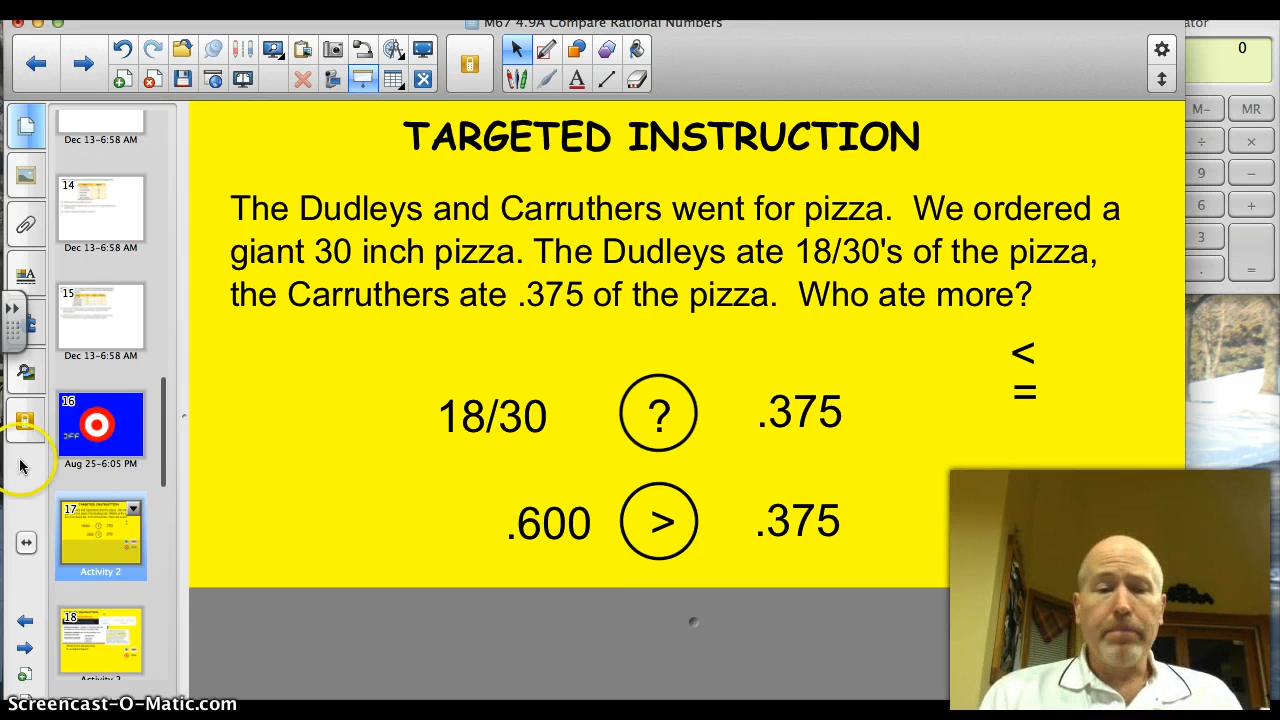 M67 4.9A Compare Rational Numbers
ator
0
M– MR
÷ ×
9 −
6 +
3
. =
Dec 13-6:58 AM
14
Dec 13-6:58 AM
15
Dec 13-6:58 AM
16
OFF
Aug 25-6:05 PM
17
TARGETED INSTRUCTION
Activity 2
18
TARGETED INSTRUCTION
The Dudleys and Carruthers went for pizza. We ordered a
giant 30 inch pizza. The Dudleys ate 18/30's of the pizza,
the Carruthers ate .375 of the pizza. Who ate more?
<
=
18/30 ? .375
.600 > .375
Screencast-O-Matic.com